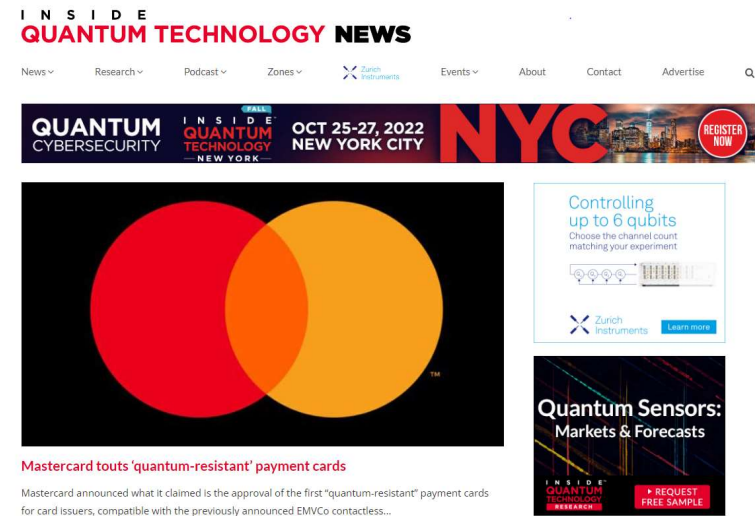 INSIDE
QUANTUM TECHNOLOGY NEWS
News
Research
Podcast
Zones
Zurich
Instruments
Events
About
Contact
Advertise
QUANTUM
CYBERSECURITY
FALL
INSIDE
QUANTUM
TECHNOLOGY
NEW YORK
OCT 25-27, 2022
NEW YORK CITY
NYC
REGISTER
NOW
Controlling
up to 6 qubits
Choose the channel count
matching your experiment
Zurich
Instruments
Learn more
TM
Quantum Sensors:
Markets & Forecasts
INSIDE
QUANTUM
TECHNOLOGY
RESEARCH
REQUEST
FREE SAMPLE
Mastercard touts ‘quantum-resistant’ payment cards
Mastercard announced what it claimed is the approval of the first “quantum-resistant” payment cards
for card issuers, compatible with the previously announced EMVCo contactless...